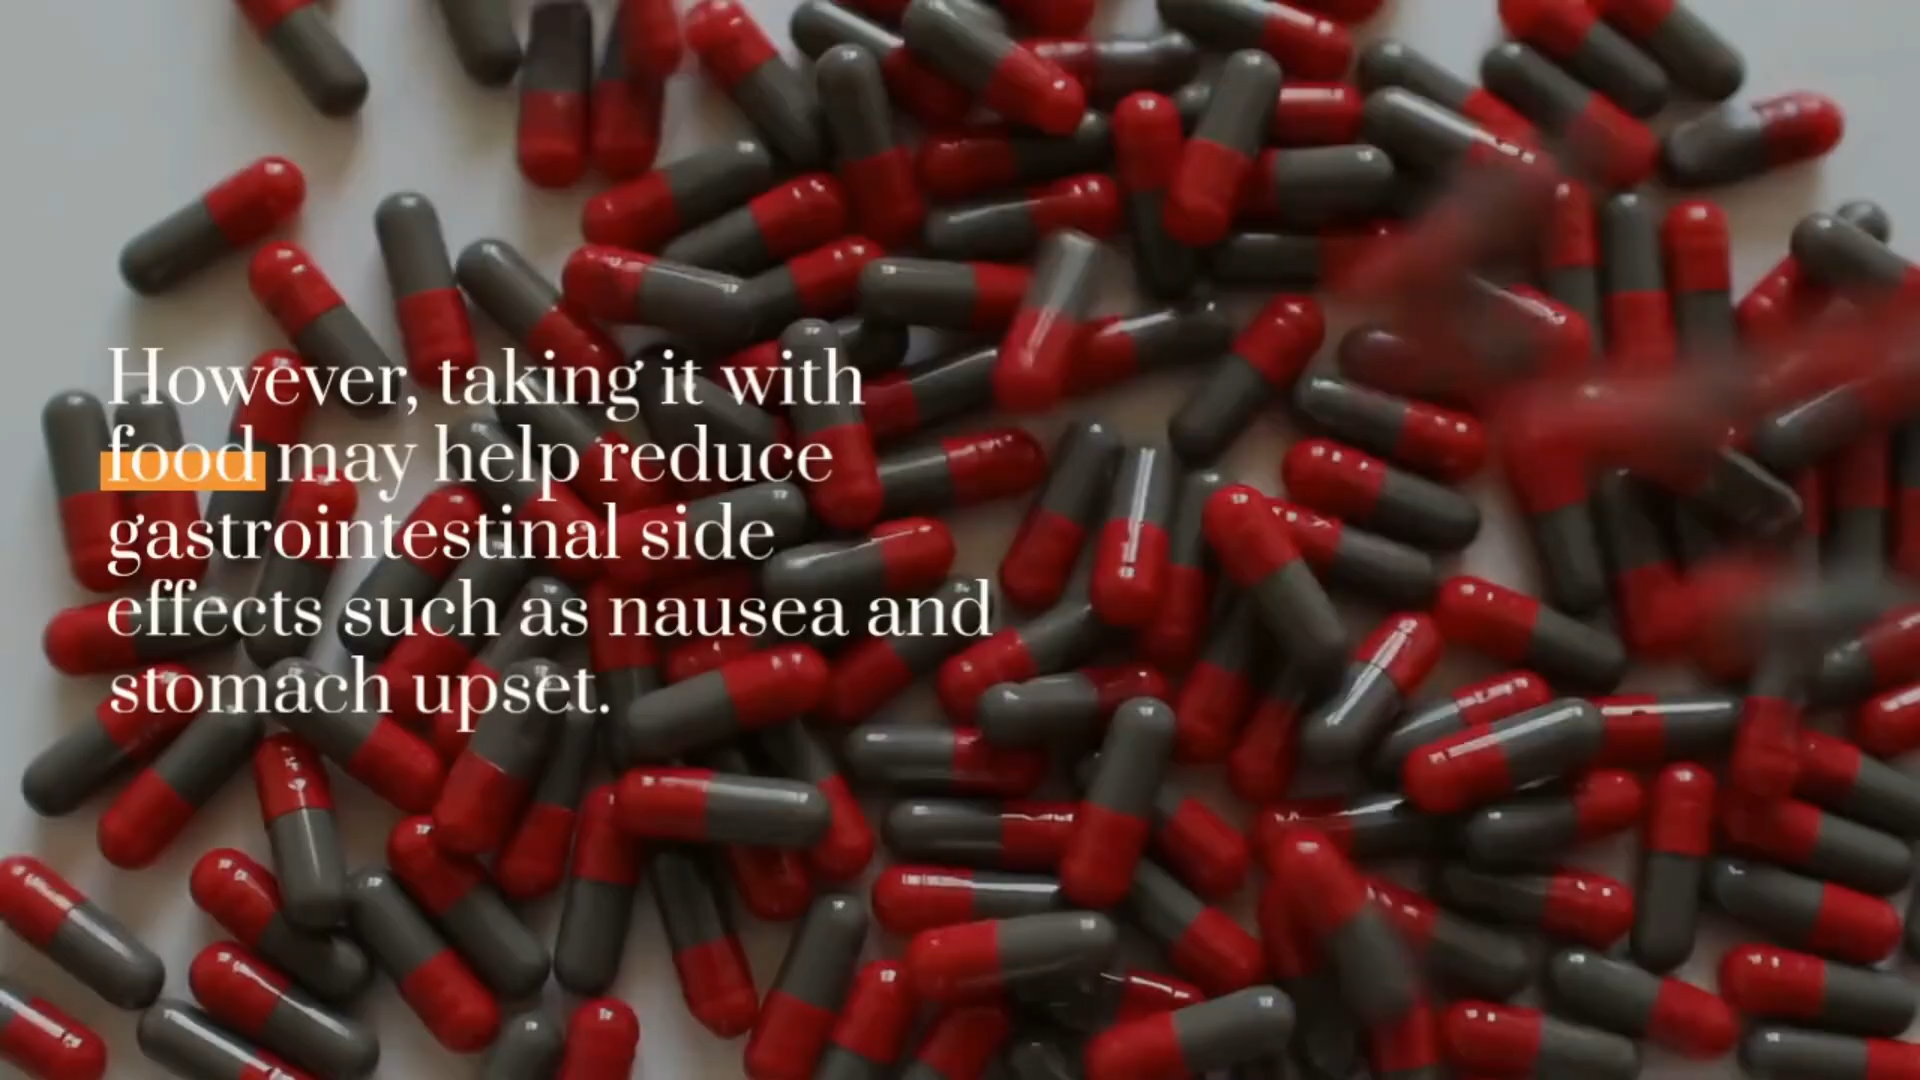 However, taking it with
food may help reduce
gastrointestinal side
effects such as nausea and
stomach upset.